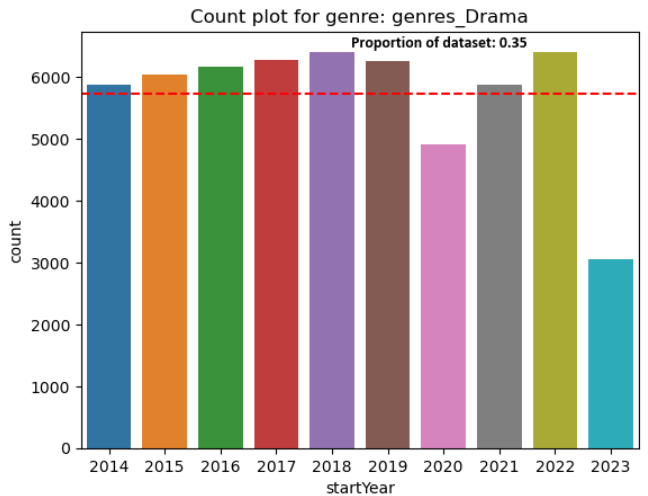 Count plot for genre: genres_Drama
Proportion of dataset: 0.35
6000
5000
4000
3000
2000
1000
0
count
2014 2015 2016 2017 2018 2019 2020 2021 2022 2023
startYear